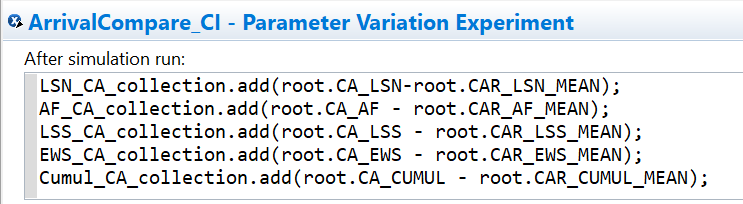 ArrivalCompare_CI - Parameter Variation Experiment
After simulation run:
LSN_CA_collection.add(root.CA_LSN-root.CAR_LSN_MEAN);
AF_CA_collection.add(root.CA_AF - root.CAR_AF_MEAN);
LSS_CA_collection.add(root.CA_LSS - root.CAR_LSS_MEAN);
EWS_CA_collection.add(root.CA_EWS - root.CAR_EWS_MEAN);
Cumul_CA_collection.add(root.CA_CUMUL - root.CAR_CUMUL_MEAN);